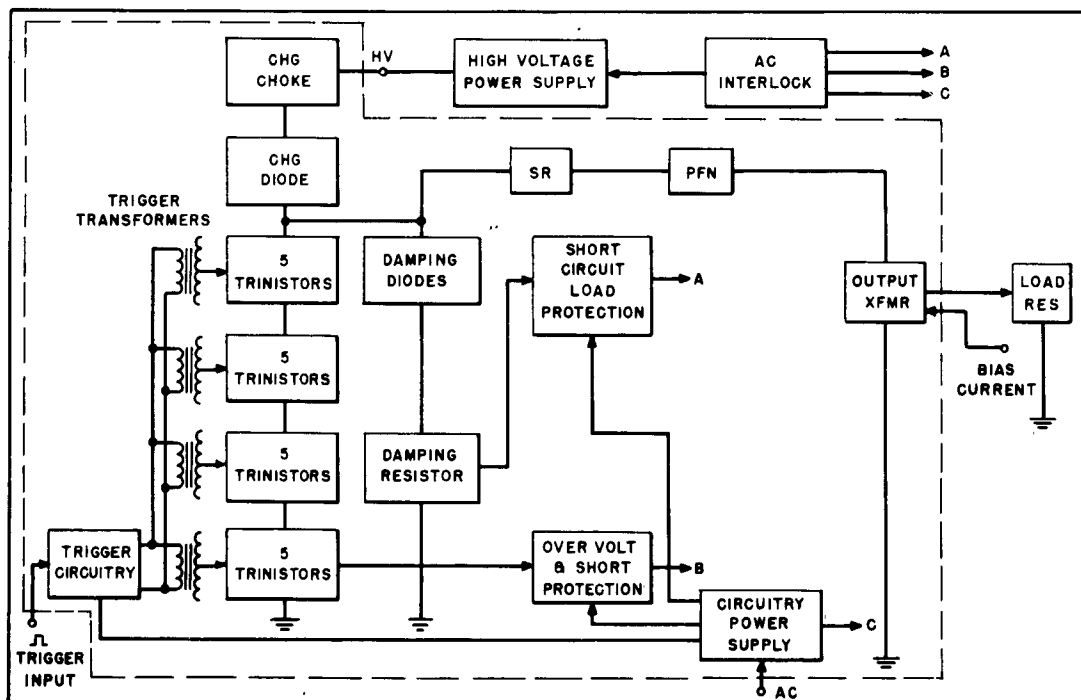 CHG
CHOKE
HV
HIGH VOLTAGE
POWER SUPPLY
AC
INTERLOCK
A
B
C
CHG
DIODE
SR
PFN
TRIGGER
TRANSFORMERS
5
TRINISTORS
DAMPING
DIODES
SHORT
CIRCUIT
LOAD
PROTECTION
A
OUTPUT
XFMR
LOAD
RES
BIAS
CURRENT
5
TRINISTORS
5
TRINISTORS
DAMPING
RESISTOR
TRIGGER
CIRCUITRY
5
TRINISTORS
OVER VOLT
& SHORT
PROTECTION
B
CIRCUITRY
POWER
SUPPLY
C
TRIGGER
INPUT
AC